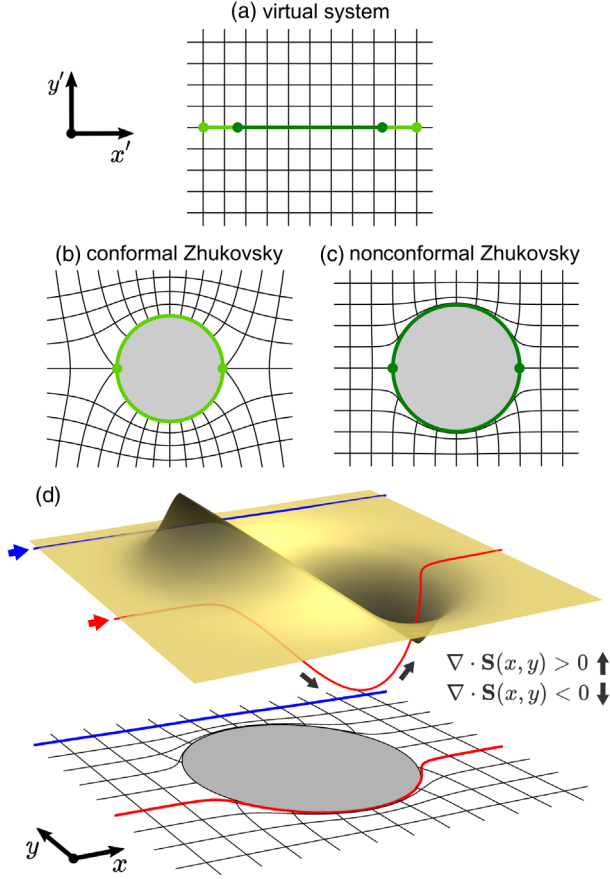 (a) virtual system
y′
x′
(b) conformal Zhukovsky
(c) nonconformal Zhukovsky
(d)
∇ · S(x, y) > 0
∇ · S(x, y) < 0
y
x